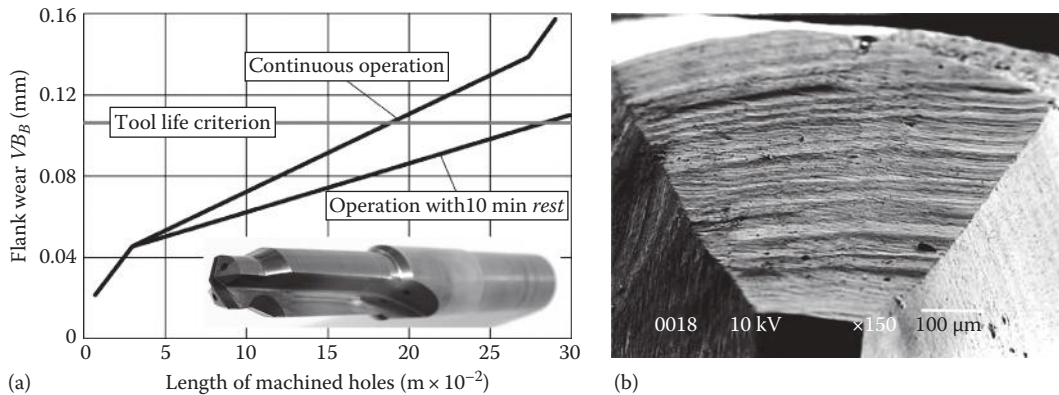 0.16
0.12
0.08
0.04
0
Flank wear VB_B (mm)
Continuous operation
Tool life criterion
Operation with10 min rest
0 5 10 15 20 25 30
Length of machined holes (m × 10⁻²)
(a)
0018 10 kV ×150 100 µm
(b)